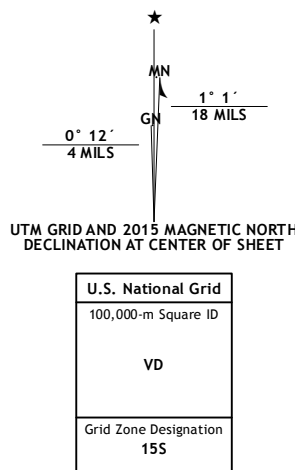 ★
MN
1° 1´
18 MILS
GN
0° 12´
4 MILS
UTM GRID AND 2015 MAGNETIC NORTH
DECLINATION AT CENTER OF SHEET
U.S. National Grid
100,000-m Square ID
VD
Grid Zone Designation
15S